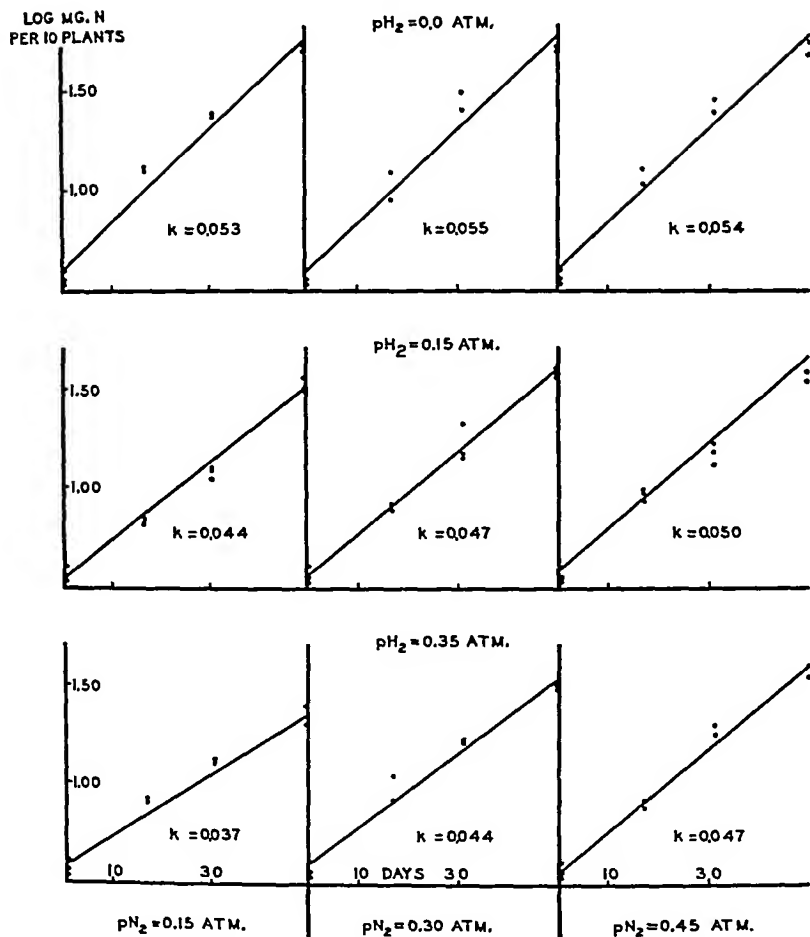 LOG MG. N
PER 10 PLANTS
pH₂=0.0 ATM.
1.50
1.00
k=0.053
k=0.055
k=0.054
pH₂=0.15 ATM.
1.50
1.00
k=0.044
k=0.047
k=0.050
pH₂=0.35 ATM.
1.50
1.00
k=0.037
k=0.044
k=0.047
10 30 10 DAYS 30 10 30
pN₂=0.15 ATM. pN₂=0.30 ATM. pN₂=0.45 ATM.